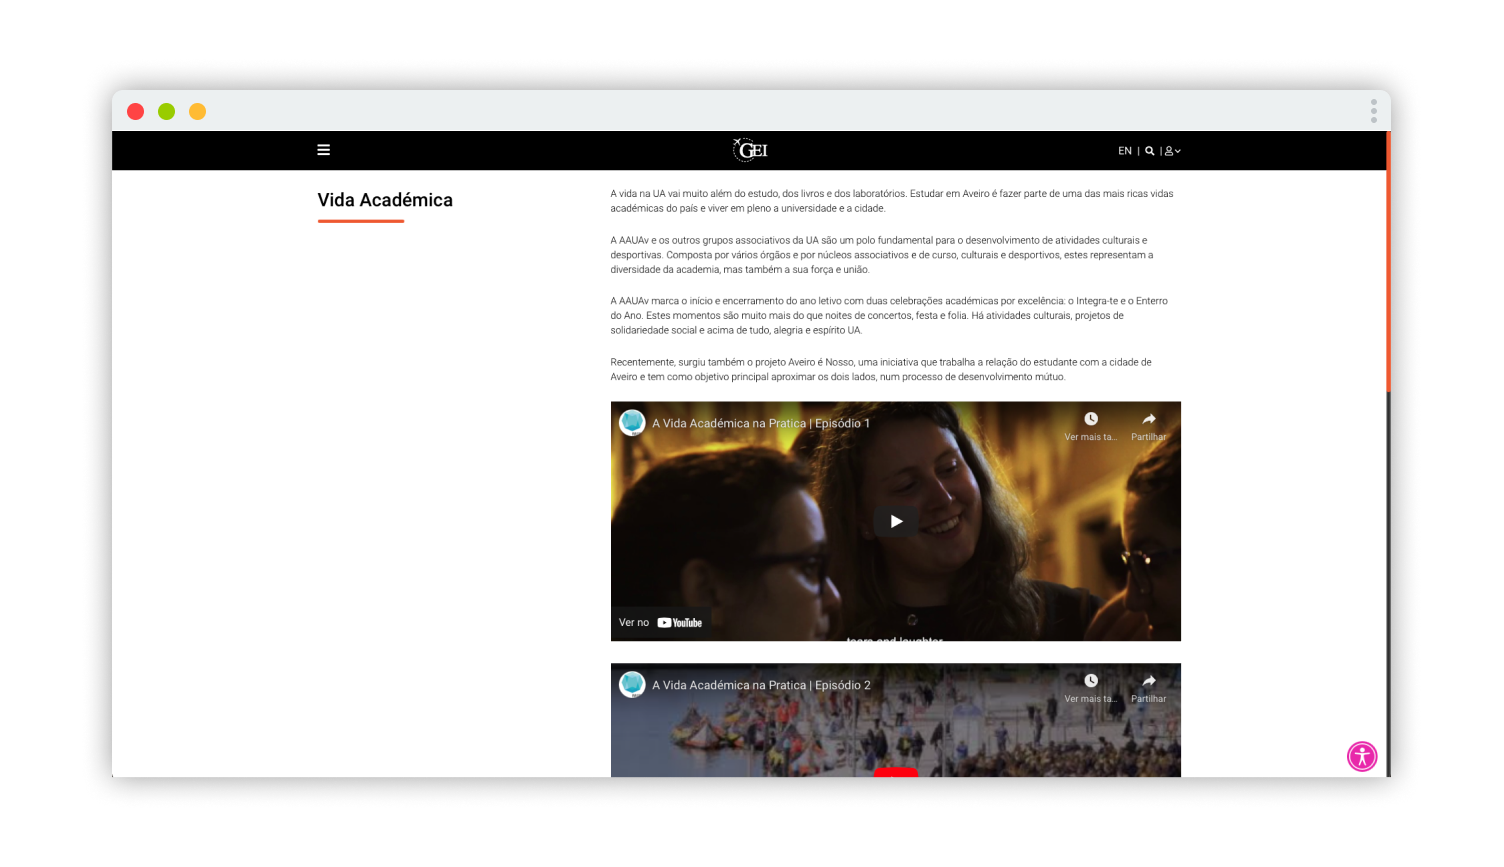 GEI
EN | |
Vida Académica
A vida na UA vai muito além do estudo, dos livros e dos laboratórios. Estudar em Aveiro é fazer parte de uma das mais ricas vidas
académicas do país e viver em pleno a universidade e a cidade.
A AAUAv e os outros grupos associativos da UA são um polo fundamental para o desenvolvimento de atividades culturais e
desportivas. Composta por vários órgãos e por núcleos associativos e de curso, culturais e desportivos, estes representam a
diversidade da academia, mas também a sua força e união.
A AAUAv marca o início e encerramento do ano letivo com duas celebrações académicas por excelência: o Integra-te e o Enterro
do Ano. Estes momentos são muito mais do que noites de concertos, festa e folia. Há atividades culturais, projetos de
solidariedade social e acima de tudo, alegria e espírito UA.
Recentemente, surgiu também o projeto Aveiro é Nosso, uma iniciativa que trabalha a relação do estudante com a cidade de
Aveiro e tem como objetivo principal aproximar os dois lados, num processo de desenvolvimento mútuo.
A Vida Académica na Pratica | Episódio 1
Ver mais ta... Partilhar
Ver no YouTube
tears and laughter
A Vida Académica na Pratica | Episódio 2
Ver mais ta... Partilhar